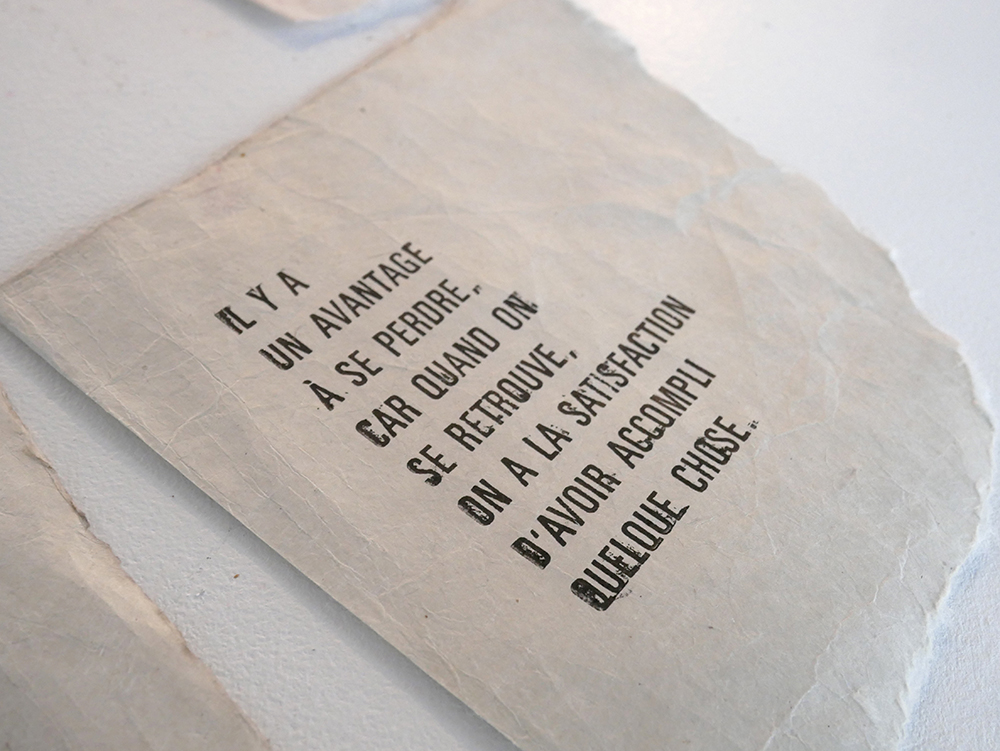 IL Y A
UN AVANTAGE
À SE PERDRE,
CAR QUAND ON
SE RETROUVE,
ON A LA SATISFACTION
D'AVOIR ACCOMPLI
QUELQUE CHOSE.